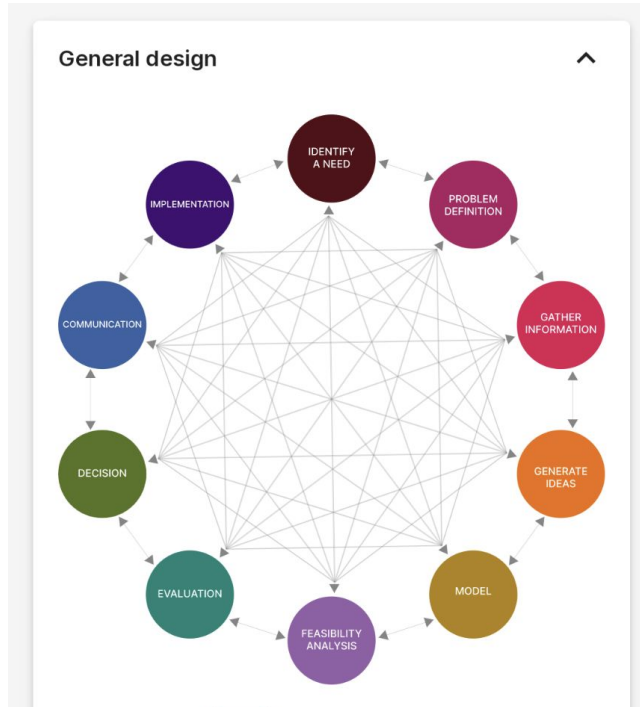 General design
IDENTIFY
A NEED
PROBLEM
DEFINITION
GATHER
INFORMATION
GENERATE
IDEAS
MODEL
FEASIBILITY
ANALYSIS
EVALUATION
DECISION
COMMUNICATION
IMPLEMENTATION